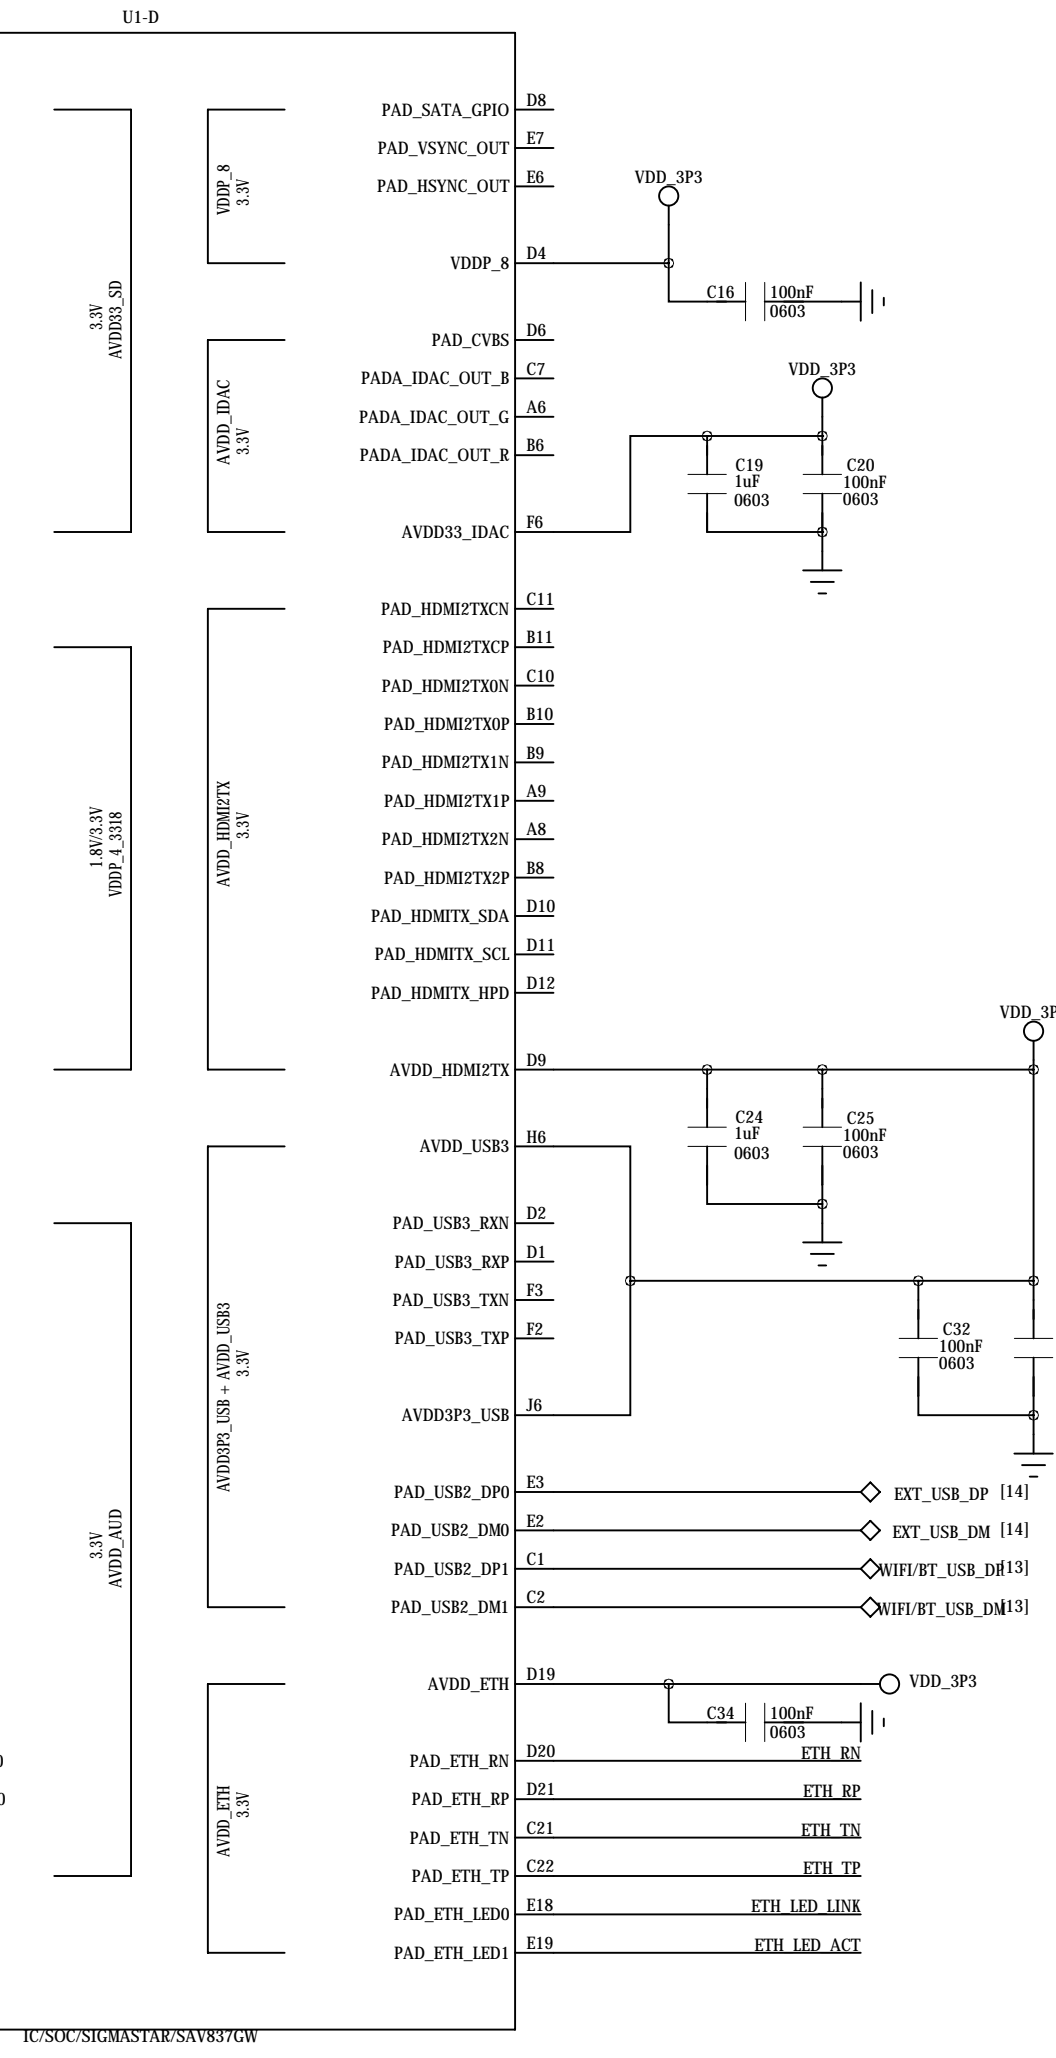 U1-D
PAD_SATA_GPIO D8
PAD_VSYNC_OUT E7
PAD_HSYNC_OUT E6
VDDP_8 D4
VDDP_8
3.3V
VDD_3P3
C16 100nF
0603
3.3V
AVDD33_SD
PAD_CVBS D6
PADA_IDAC_OUT_B C7
PADA_IDAC_OUT_G A6
PADA_IDAC_OUT_R B6
AVDD33_IDAC F6
AVDD_IDAC
3.3V
VDD_3P3
C19
1uF
0603
C20
100nF
0603
PAD_HDMI2TXCN C11
PAD_HDMI2TXCP B11
PAD_HDMI2TX0N C10
PAD_HDMI2TX0P B10
PAD_HDMI2TX1N B9
PAD_HDMI2TX1P A9
PAD_HDMI2TX2N A8
PAD_HDMI2TX2P B8
PAD_HDMITX_SDA D10
PAD_HDMITX_SCL D11
PAD_HDMITX_HPD D12
AVDD_HDMI2TX D9
1.8V/3.3V
VDDP_4_3318
AVDD_HDMI2TX
3.3V
VDD_3P
C24
1uF
0603
C25
100nF
0603
AVDD_USB3 H6
PAD_USB3_RXN D2
PAD_USB3_RXP D1
PAD_USB3_TXN F3
PAD_USB3_TXP F2
AVDD3P3_USB J6
AVDD3P3_USB + AVDD_USB3
3.3V
C32
100nF
0603
3.3V
AVDD_AUD
PAD_USB2_DP0 E3 EXT_USB_DP [14]
PAD_USB2_DM0 E2 EXT_USB_DM [14]
PAD_USB2_DP1 C1 WIFI/BT_USB_DP [13]
PAD_USB2_DM1 C2 WIFI/BT_USB_DM [13]
AVDD_ETH D19 VDD_3P3
C34 100nF
0603
AVDD_ETH
3.3V
PAD_ETH_RN D20 ETH_RN
PAD_ETH_RP D21 ETH_RP
PAD_ETH_TN C21 ETH_TN
PAD_ETH_TP C22 ETH_TP
PAD_ETH_LED0 E18 ETH_LED_LINK
PAD_ETH_LED1 E19 ETH_LED_ACT
IC/SOC/SIGMASTAR/SAV837GW